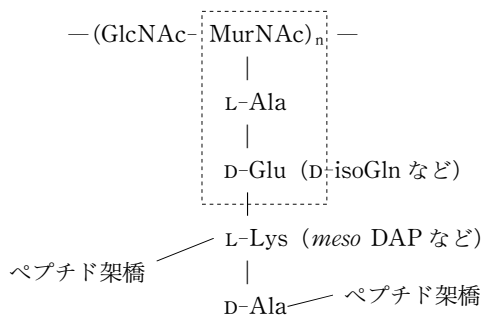 —(GlcNAc-MurNAc)n—
L-Ala
D-Glu（D-isoGln など）
L-Lys（meso DAP など）
ペプチド架橋
D-Ala
ペプチド架橋